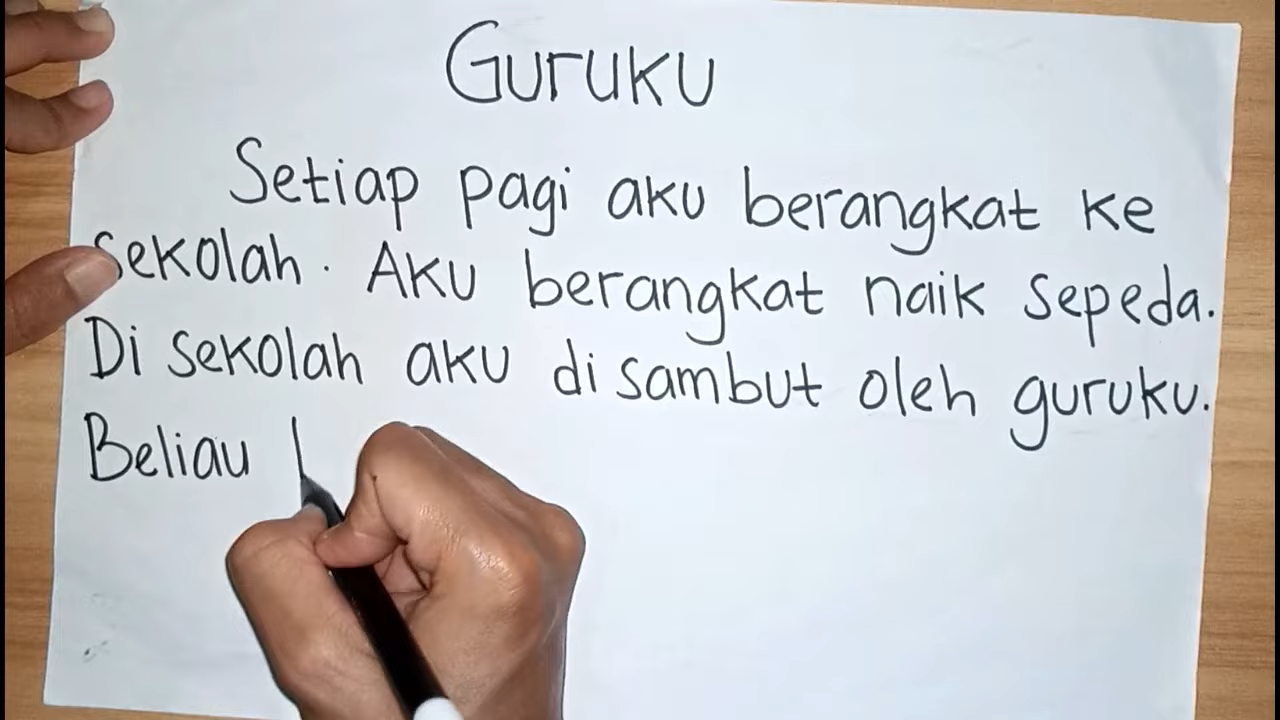 Guruku
Setiap pagi aku berangkat ke
sekolah. Aku berangkat naik sepeda.
Di sekolah aku di sambut oleh guruku.
Beliau